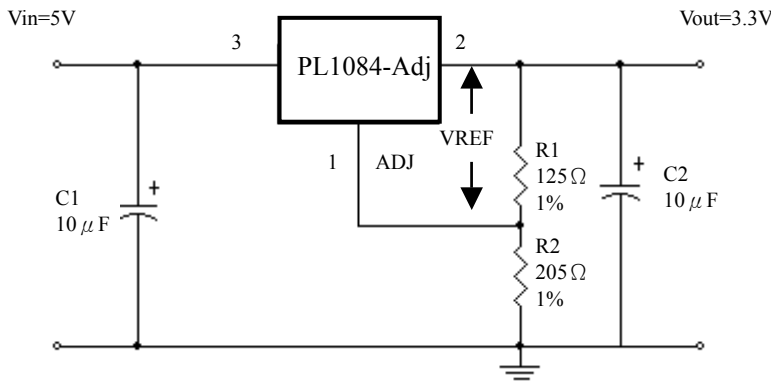 Vin=5V
Vout=3.3V
3
PL1084-Adj
2
VREF
1
ADJ
R1
125Ω
1%
C1
10μF
+
C2
10μF
+
R2
205Ω
1%